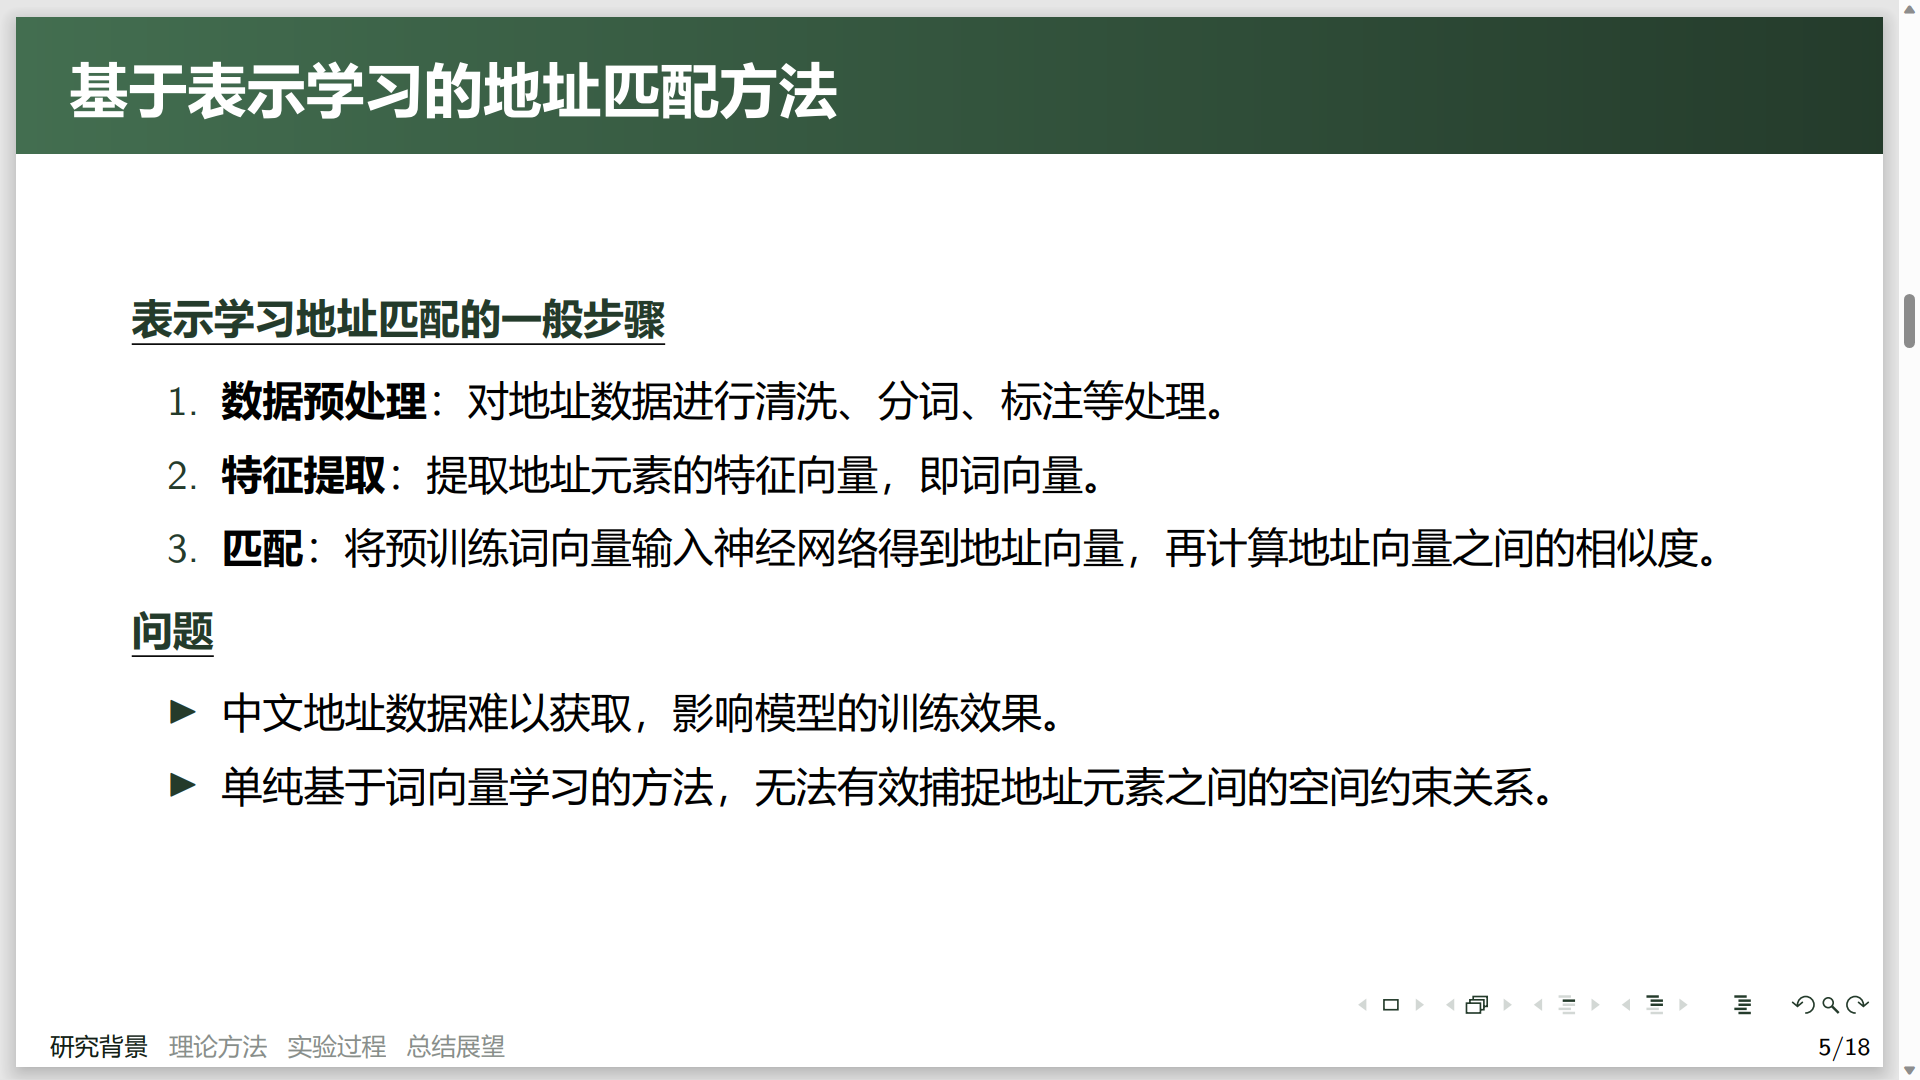 基于表示学习的地址匹配方法
表示学习地址匹配的一般步骤
1. 数据预处理：对地址数据进行清洗、分词、标注等处理。
2. 特征提取：提取地址元素的特征向量，即词向量。
3. 匹配：将预训练词向量输入神经网络得到地址向量，再计算地址向量之间的相似度。
问题
▶ 中文地址数据难以获取，影响模型的训练效果。
▶ 单纯基于词向量学习的方法，无法有效捕捉地址元素之间的空间约束关系。
研究背景 理论方法 实验过程 总结展望 5/18